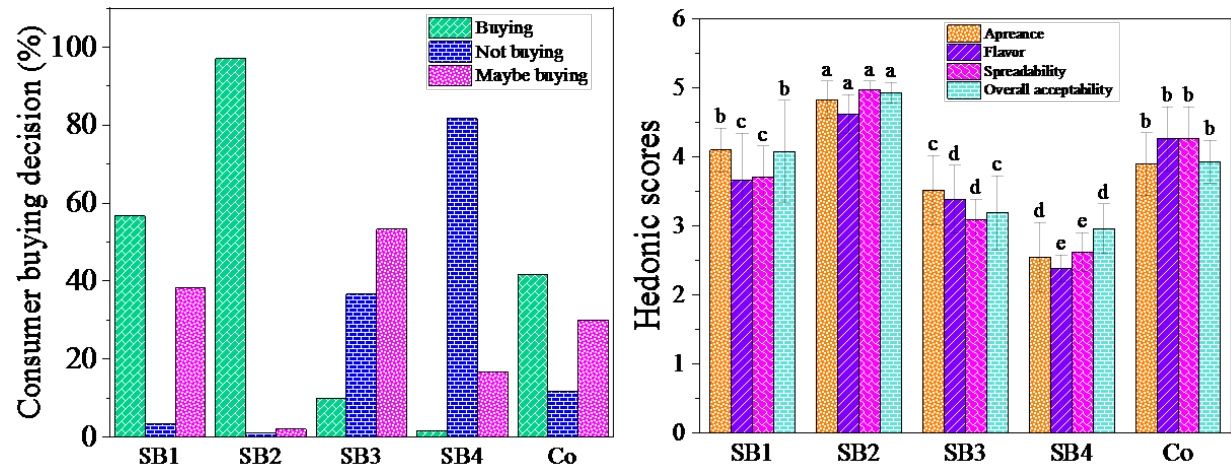 Consumer buying decision (%)
100
80
60
40
20
0
Buying
Not buying
Maybe buying
SB1 SB2 SB3 SB4 Co
Hedonic scores
6
5
4
3
2
1
0
Apreance
Flavor
Spreadability
Overall acceptability
b c c b
a a a a
c d d c
d e e d
b b b b
SB1 SB2 SB3 SB4 Co